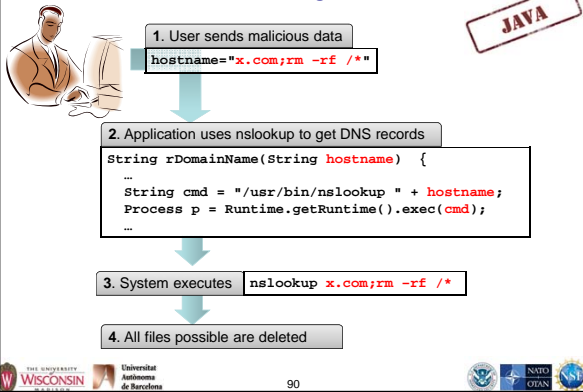 JAVA
1. User sends malicious data
hostname="x.com;rm –rf /*"
2. Application uses nslookup to get DNS records
String rDomainName(String hostname) {
…
String cmd = "/usr/bin/nslookup " + hostname;
Process p = Runtime.getRuntime().exec(cmd);
…
3. System executes
nslookup x.com;rm –rf /*
4. All files possible are deleted
THE UNIVERSITY
WISCONSIN
MADISON
Universitat
Autònoma
de Barcelona
90
NATO
OTAN
NSF